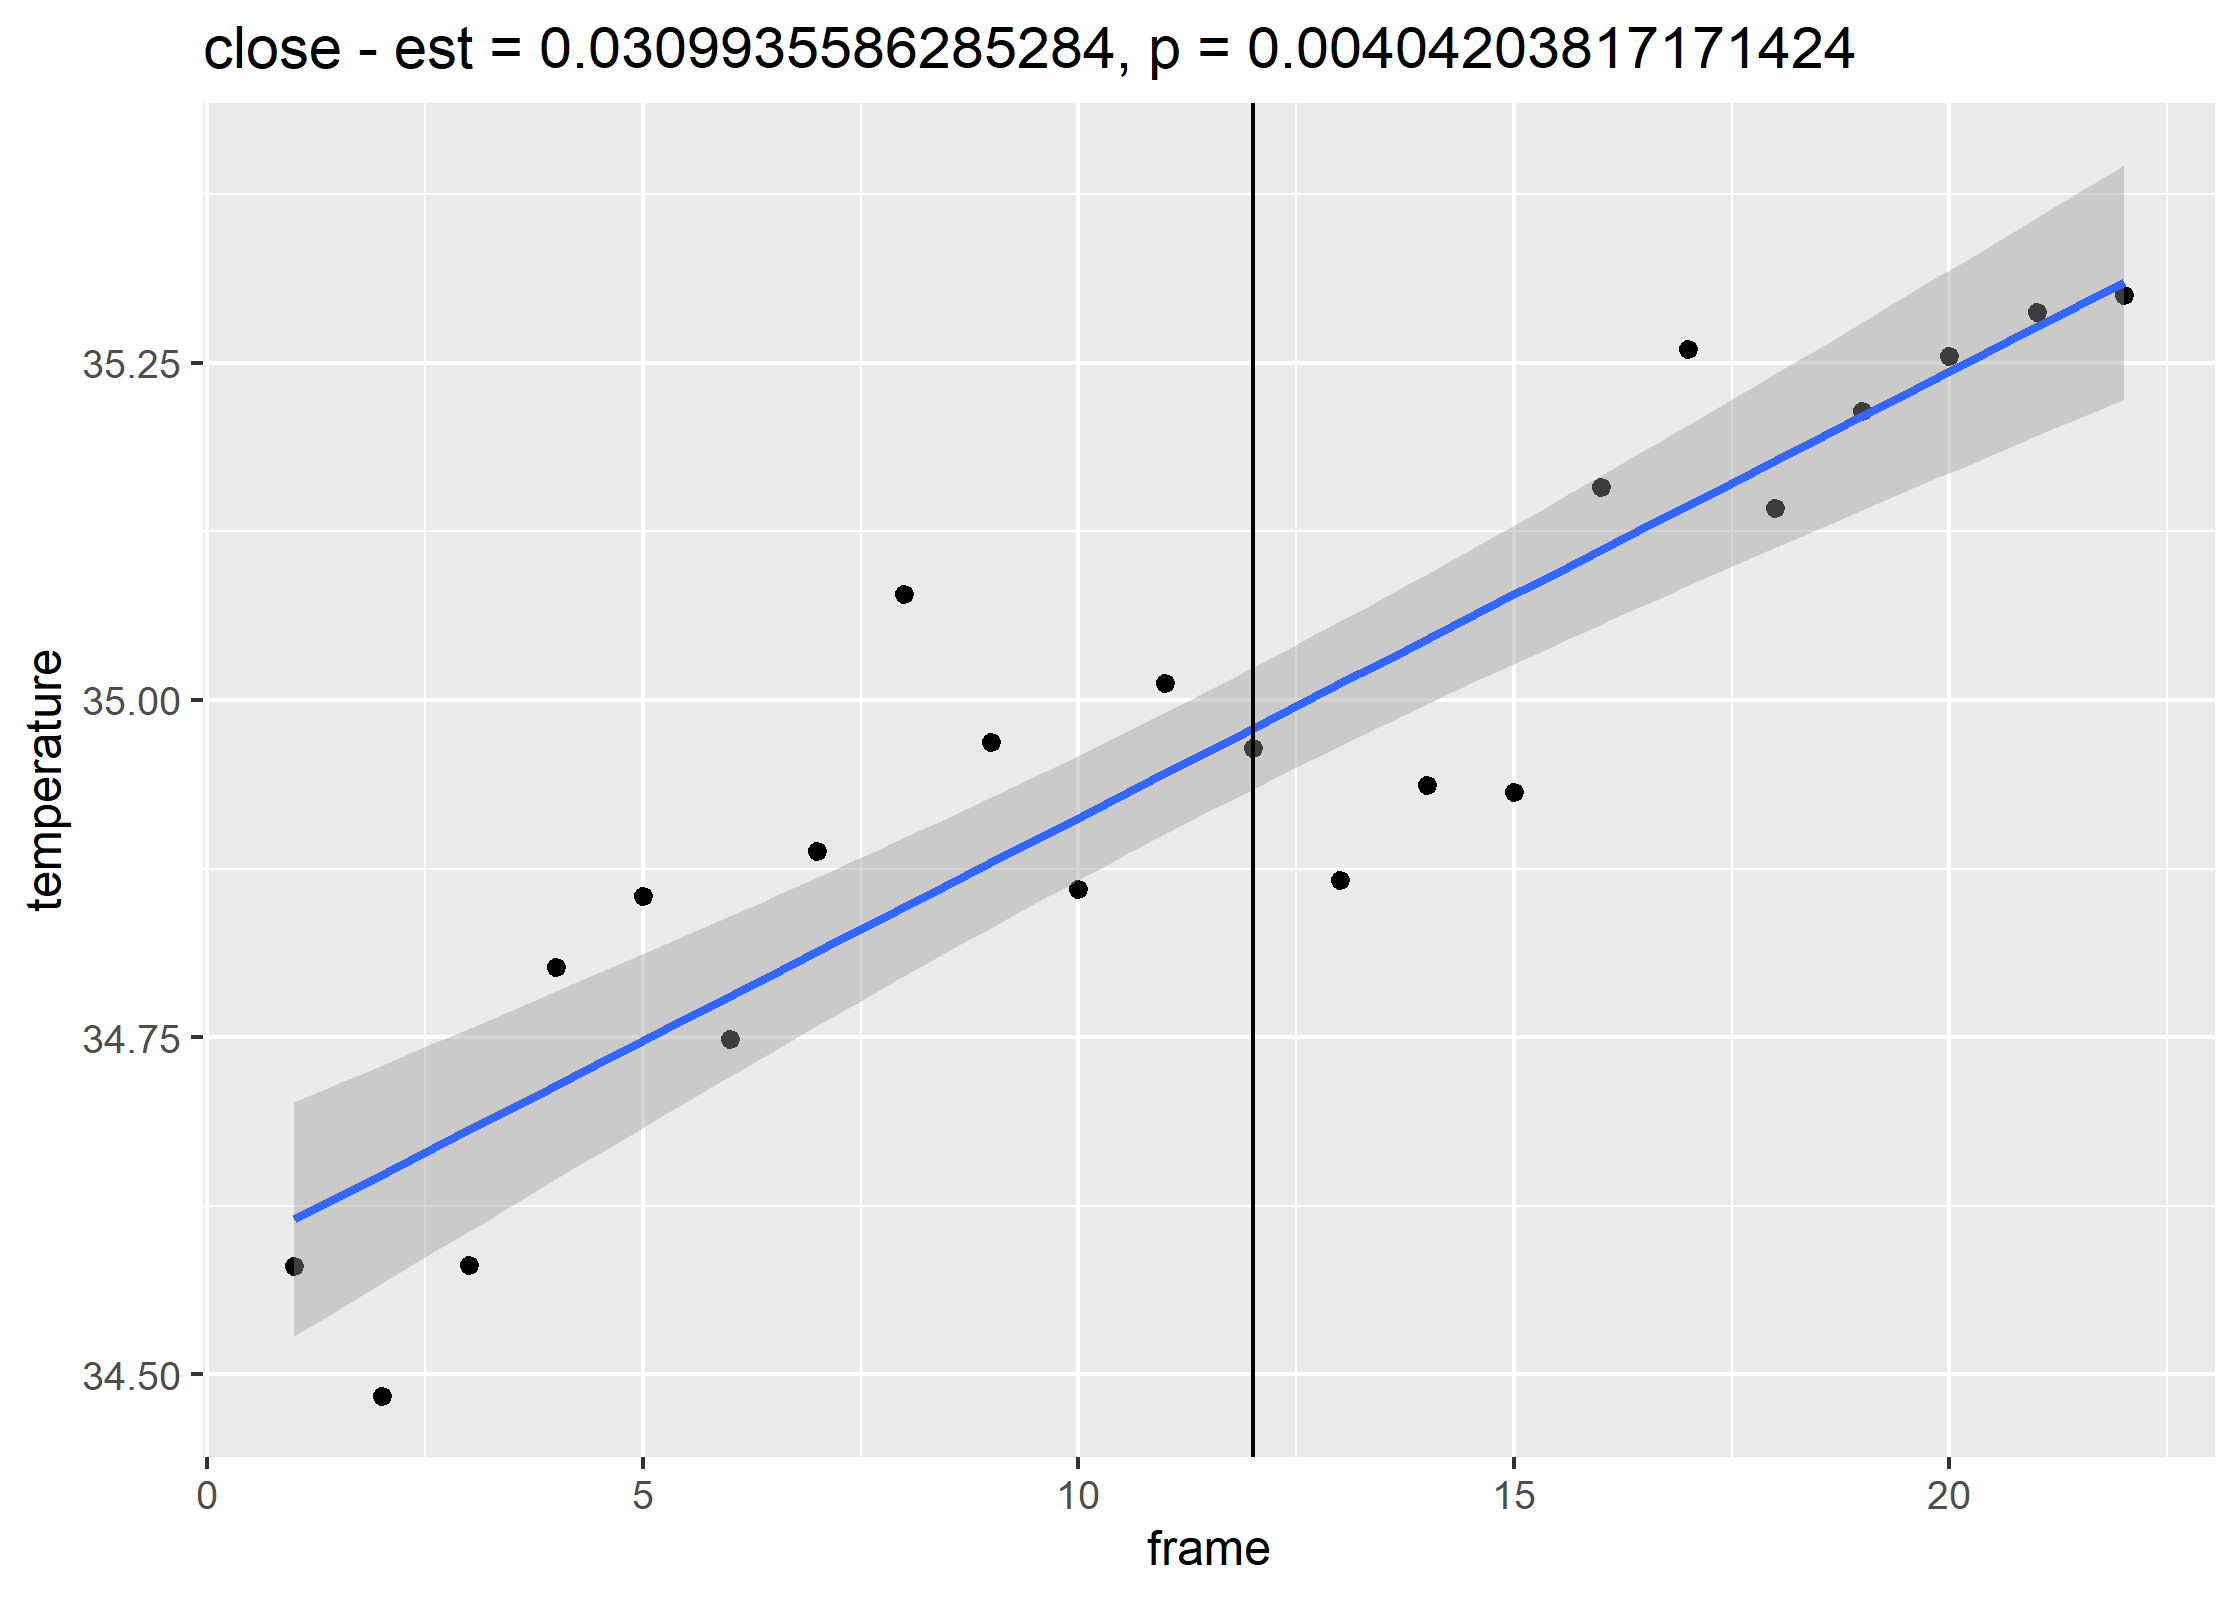 close - est = 0.0309935586285284, p = 0.00404203817171424
temperature
35.25
35.00
34.75
34.50
0 5 10 15 20
frame